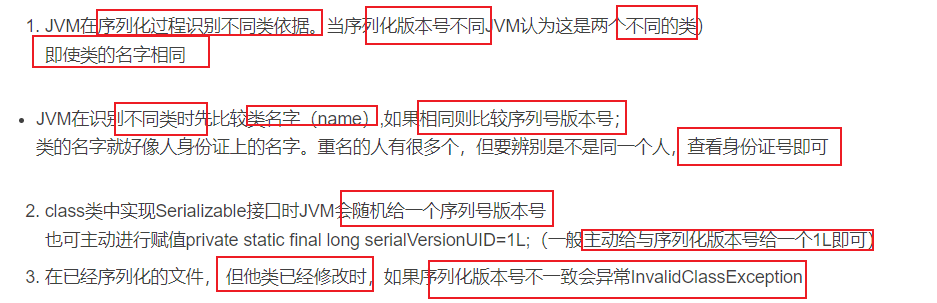 1. JVM在序列化过程识别不同类依据。当序列化版本号不同JVM认为这是两个不同的类)
即使类的名字相同
• JVM在识别不同类时先比较类名字（name）,如果相同则比较序列号版本号；
类的名字就好像人身份证上的名字。重名的人有很多个，但要辨别是不是同一个人，查看身份证号即可
2. class类中实现Serializable接口时JVM会随机给一个序列号版本号
也可主动进行赋值private static final long serialVersionUID=1L;（一般主动给与序列化版本号给一个1L即可）
3. 在已经序列化的文件，但他类已经修改时，如果序列化版本号不一致会异常InvalidClassException